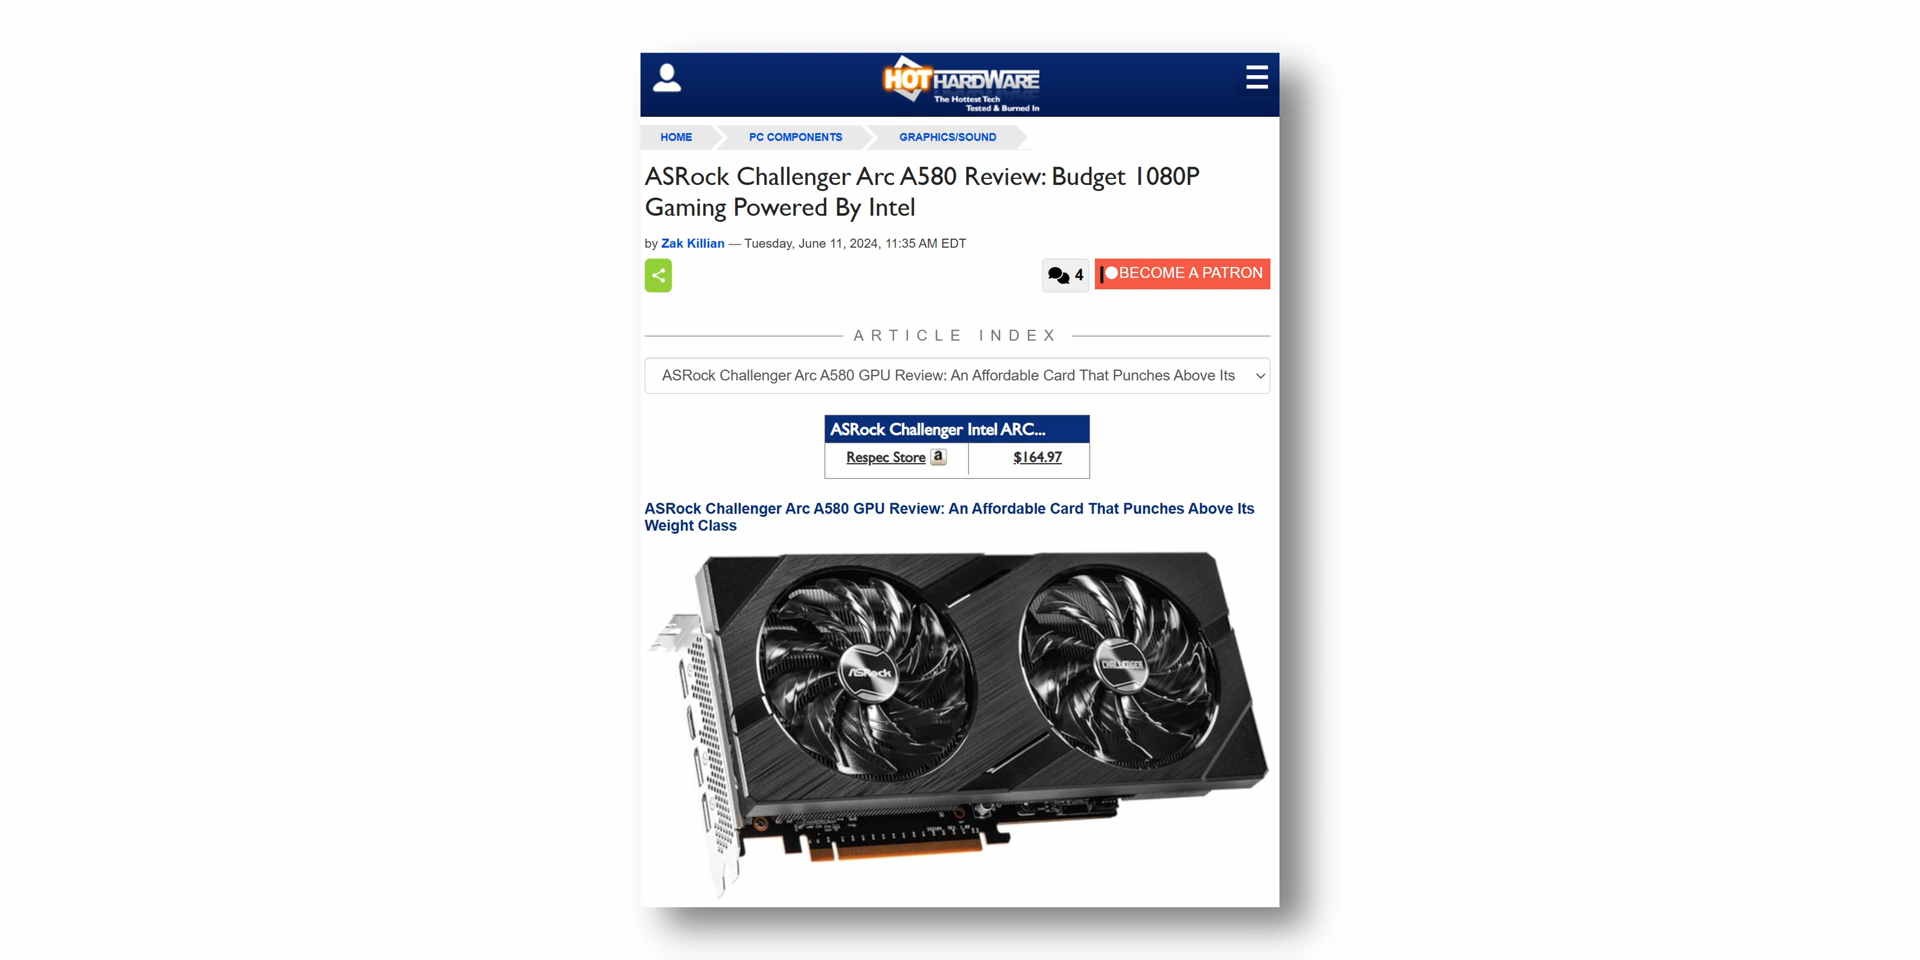 HOT HARDWARE
The Hottest Tech
Tested & Burned In
HOME PC COMPONENTS GRAPHICS/SOUND
ASRock Challenger Arc A580 Review: Budget 1080P
Gaming Powered By Intel
by Zak Killian — Tuesday, June 11, 2024, 11:35 AM EDT
4 BECOME A PATRON
ARTICLE INDEX
ASRock Challenger Arc A580 GPU Review: An Affordable Card That Punches Above Its
ASRock Challenger Intel ARC...
Respec Store a $164.97
ASRock Challenger Arc A580 GPU Review: An Affordable Card That Punches Above Its
Weight Class
ASRock
CHALLENGER